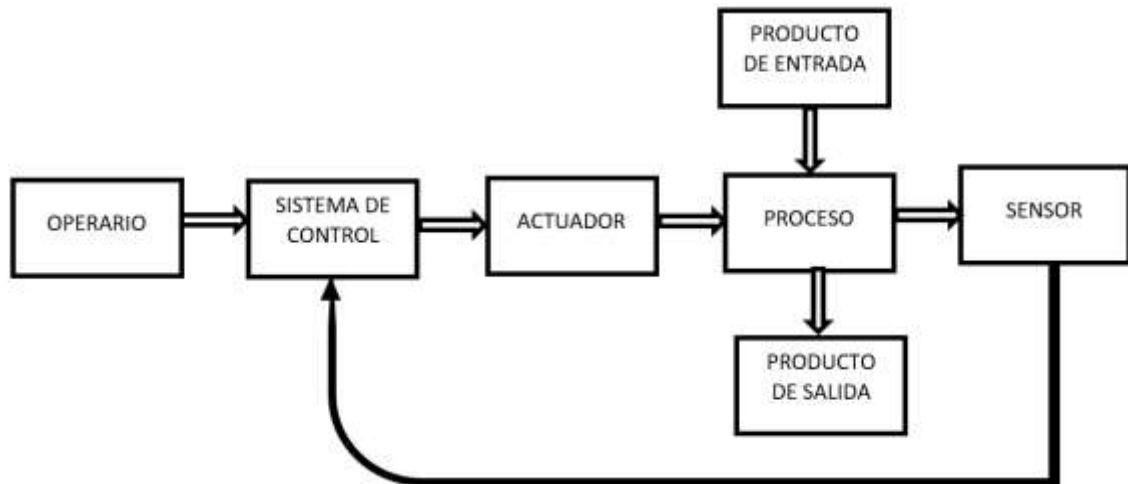 PRODUCTO
DE ENTRADA
OPERARIO
SISTEMA DE
CONTROL
ACTUADOR
PROCESO
SENSOR
PRODUCTO
DE SALIDA